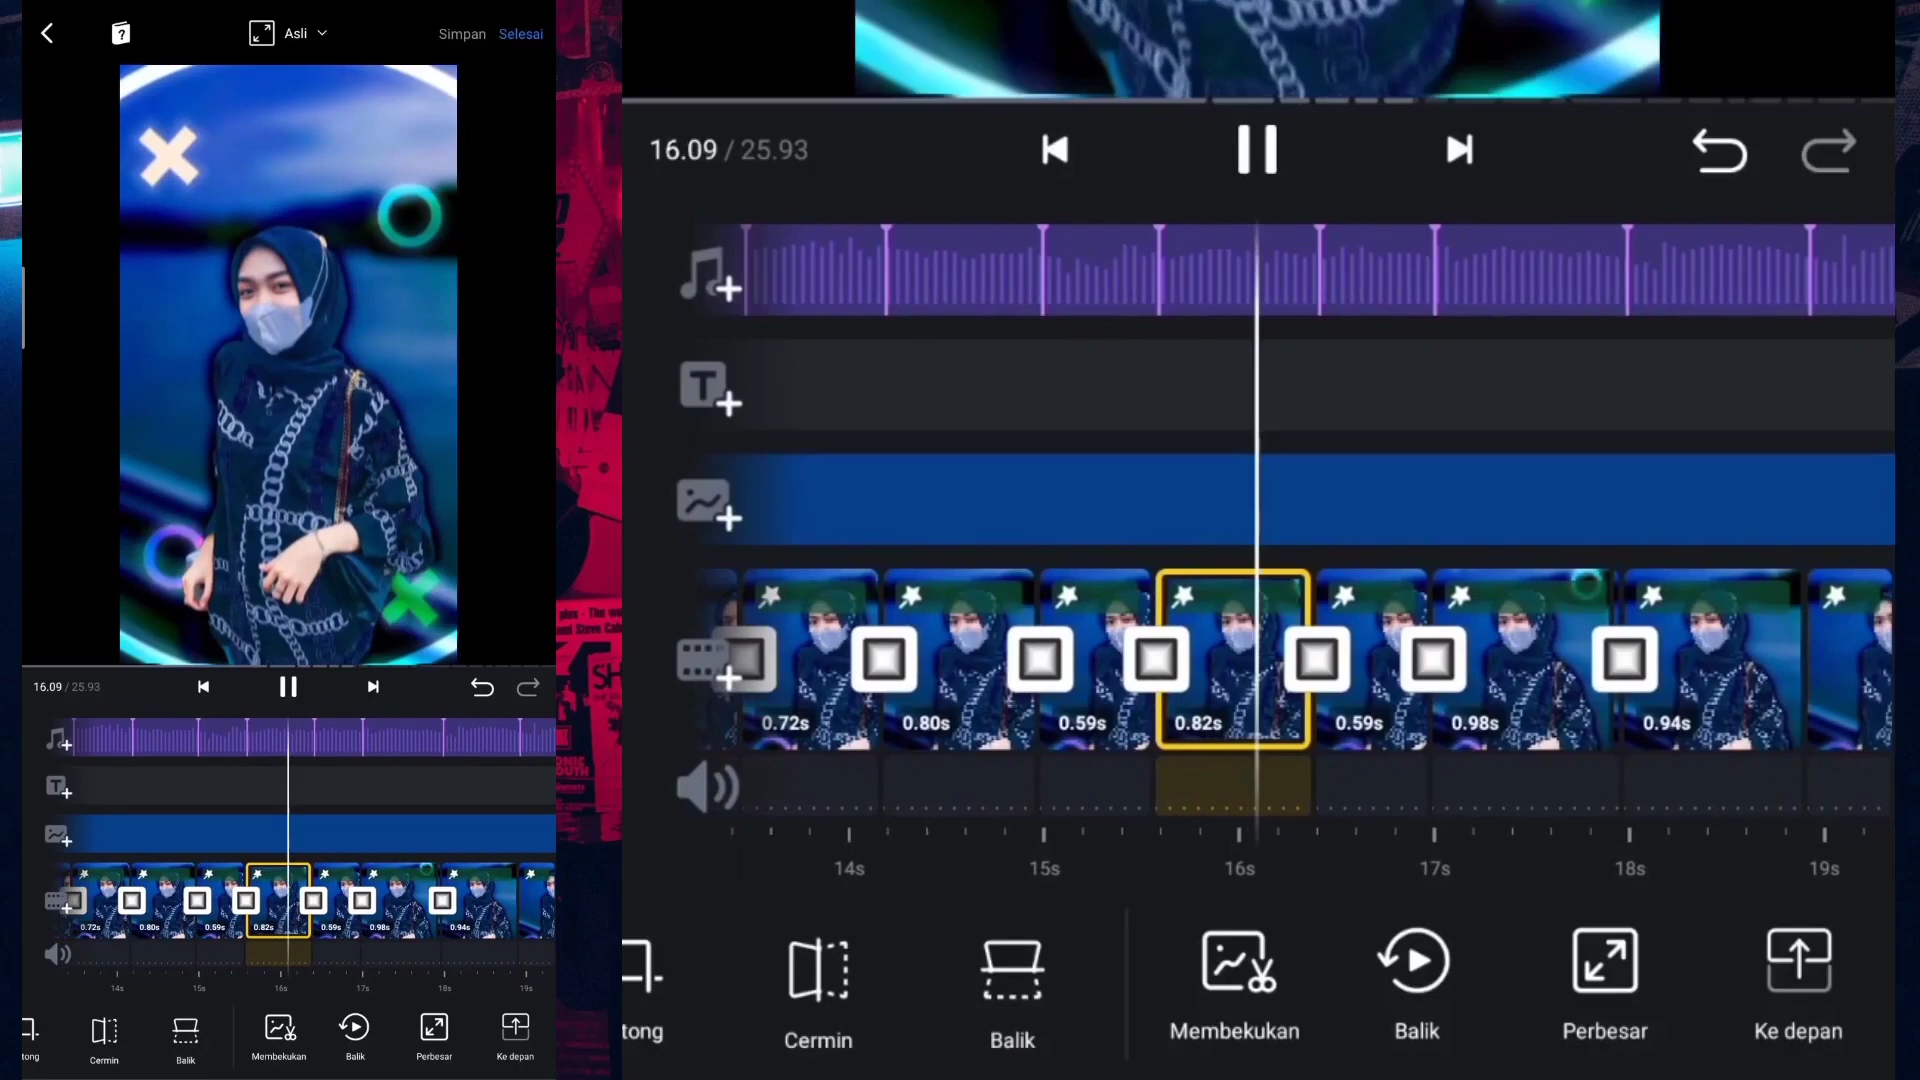 Asli
Simpan Selesai
16.09 / 25.93
0.72s 0.80s 0.59s 0.82s 0.59s 0.98s 0.94s
14s 15s 16s 17s 18s 19s
tong Cermin Balik Membekukan Balik Perbesar Ke depan
16.09 / 25.93
0.72s 0.80s 0.59s 0.82s 0.59s 0.98s 0.94s
14s 15s 16s 17s 18s 19s
tong Cermin Balik Membekukan Balik Perbesar Ke depan